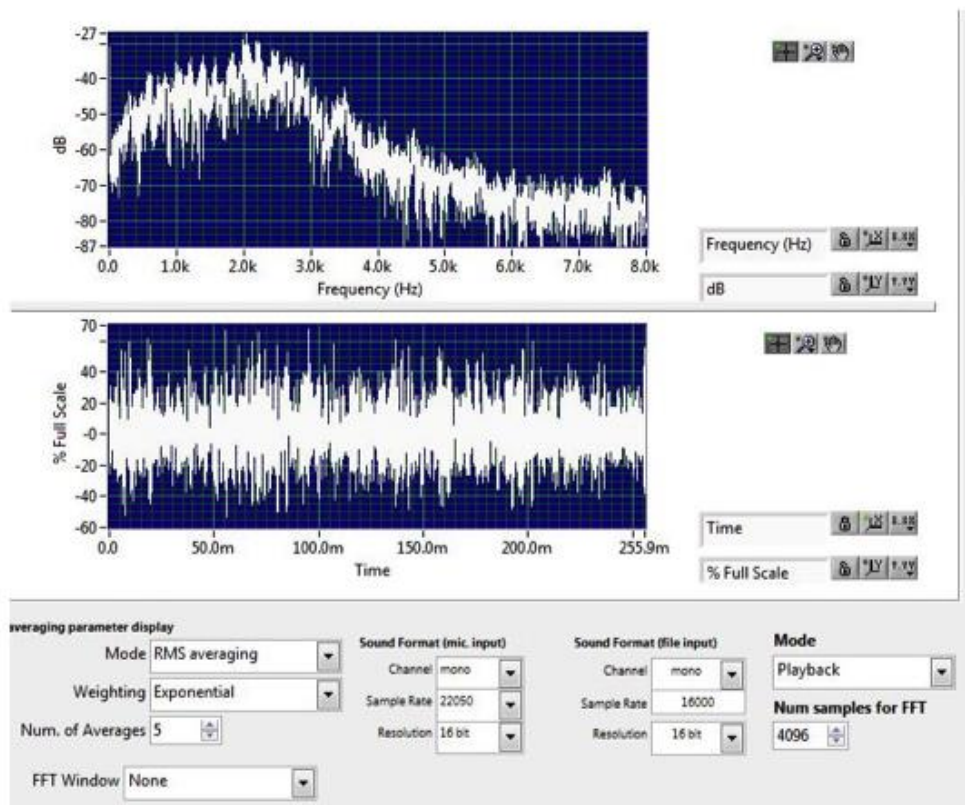 -27
-40
-50
-60
-70
-80
-87
dB
0.0 1.0k 2.0k 3.0k 4.0k 5.0k 6.0k 7.0k 8.0k
Frequency (Hz)
Frequency (Hz)
dB
70
40
20
-0
-20
-40
-60
% Full Scale
0.0 50.0m 100.0m 150.0m 200.0m 255.9m
Time
Time
% Full Scale
averaging parameter display
Mode RMS averaging
Weighting Exponential
Num. of Averages 5
FFT Window None
Sound Format (mic. input)
Channel mono
Sample Rate 22050
Resolution 16 bit
Sound Format (file input)
Channel mono
Sample Rate 16000
Resolution 16 bit
Mode
Playback
Num samples for FFT
4096